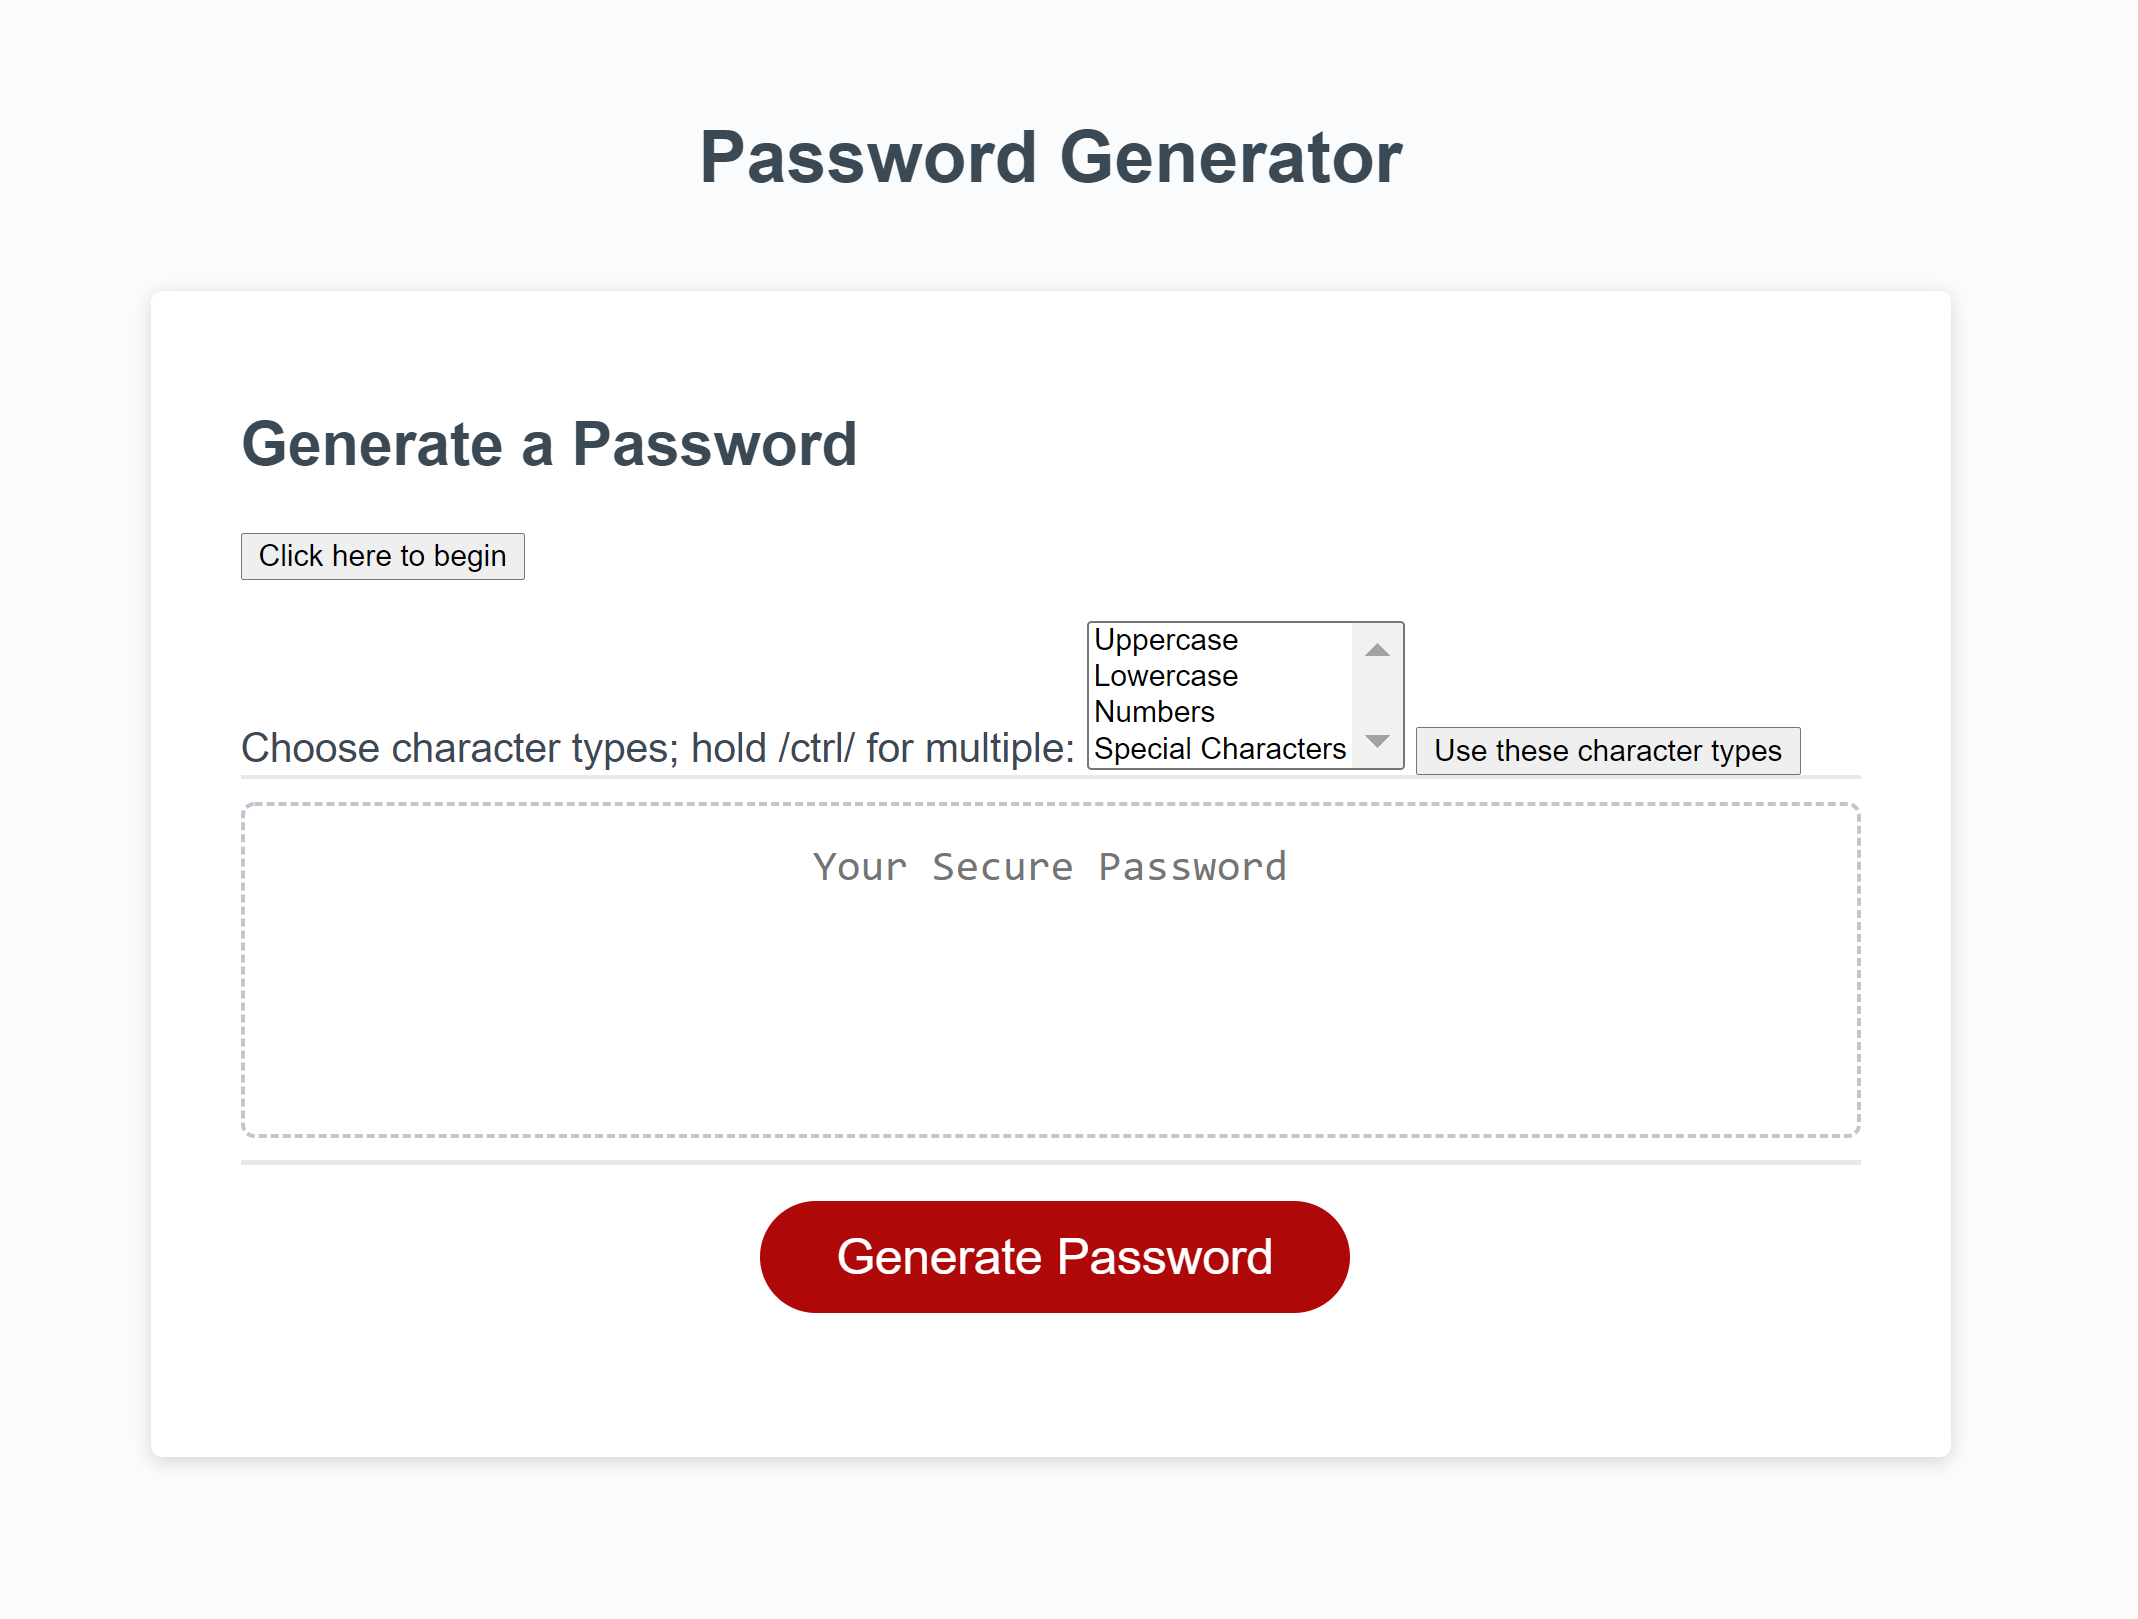 Password Generator
Generate a Password
Click here to begin
Uppercase
Lowercase
Numbers
Special Characters
Choose character types; hold /ctrl/ for multiple:
Use these character types
Your Secure Password
Generate Password